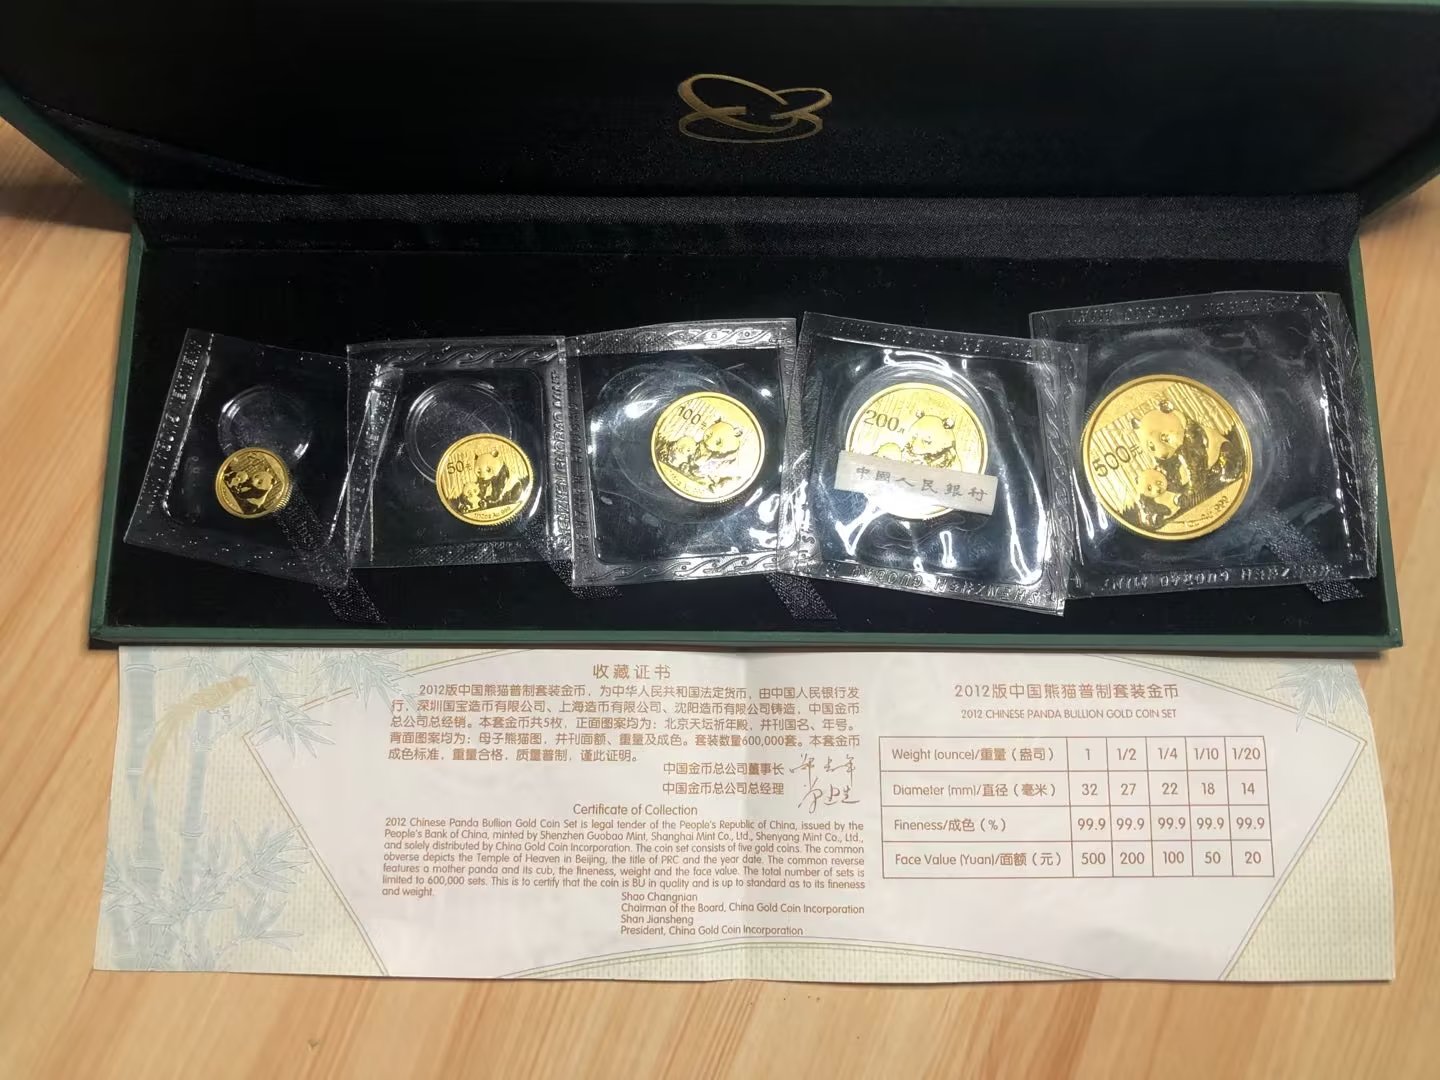 50元
100元
200元
500元
中國人民銀行
收藏证书
2012版中国熊猫普制套装金币，为中华人民共和国法定货币，由中国人民银行发
行，深圳国宝造币有限公司、上海造币有限公司、沈阳造币有限公司铸造，中国金币
总公司总经销。本套金币共5枚，正面图案均为：北京天坛祈年殿，并刊国名、年号。
背面图案均为：母子熊猫图，并刊面额、重量及成色。套装数量600,000套。本套金币
成色标准，重量合格，质量普制，谨此证明。
中国金币总公司董事长
中国金币总公司总经理
Certificate of Collection
2012 Chinese Panda Bullion Gold Coin Set is legal tender of the People's Republic of China, issued by the
People's Bank of China, minted by Shenzhen Guobao Mint, Shanghai Mint Co., Ltd., Shenyang Mint Co., Ltd.,
and solely distributed by China Gold Coin Incorporation. The coin set consists of five gold coins. The common
obverse depicts the Temple of Heaven in Beijing, the title of PRC and the year date. The common reverse
features a mother panda and its cub, the fineness, weight and the face value. The total number of sets is
limited to 600,000 sets. This is to certify that the coin is BU in quality and is up to standard as to its fineness
and weight.
Shao Changnian
Chairman of the Board, China Gold Coin Incorporation
Shan Jiansheng
President, China Gold Coin Incorporation
2012版中国熊猫普制套装金币
2012 CHINESE PANDA BULLION GOLD COIN SET
Weight (ounce)/重量（盎司） 1 1/2 1/4 1/10 1/20
Diameter (mm)/直径（毫米） 32 27 22 18 14
Fineness/成色（%） 99.9 99.9 99.9 99.9 99.9
Face Value (Yuan)/面额（元） 500 200 100 50 20